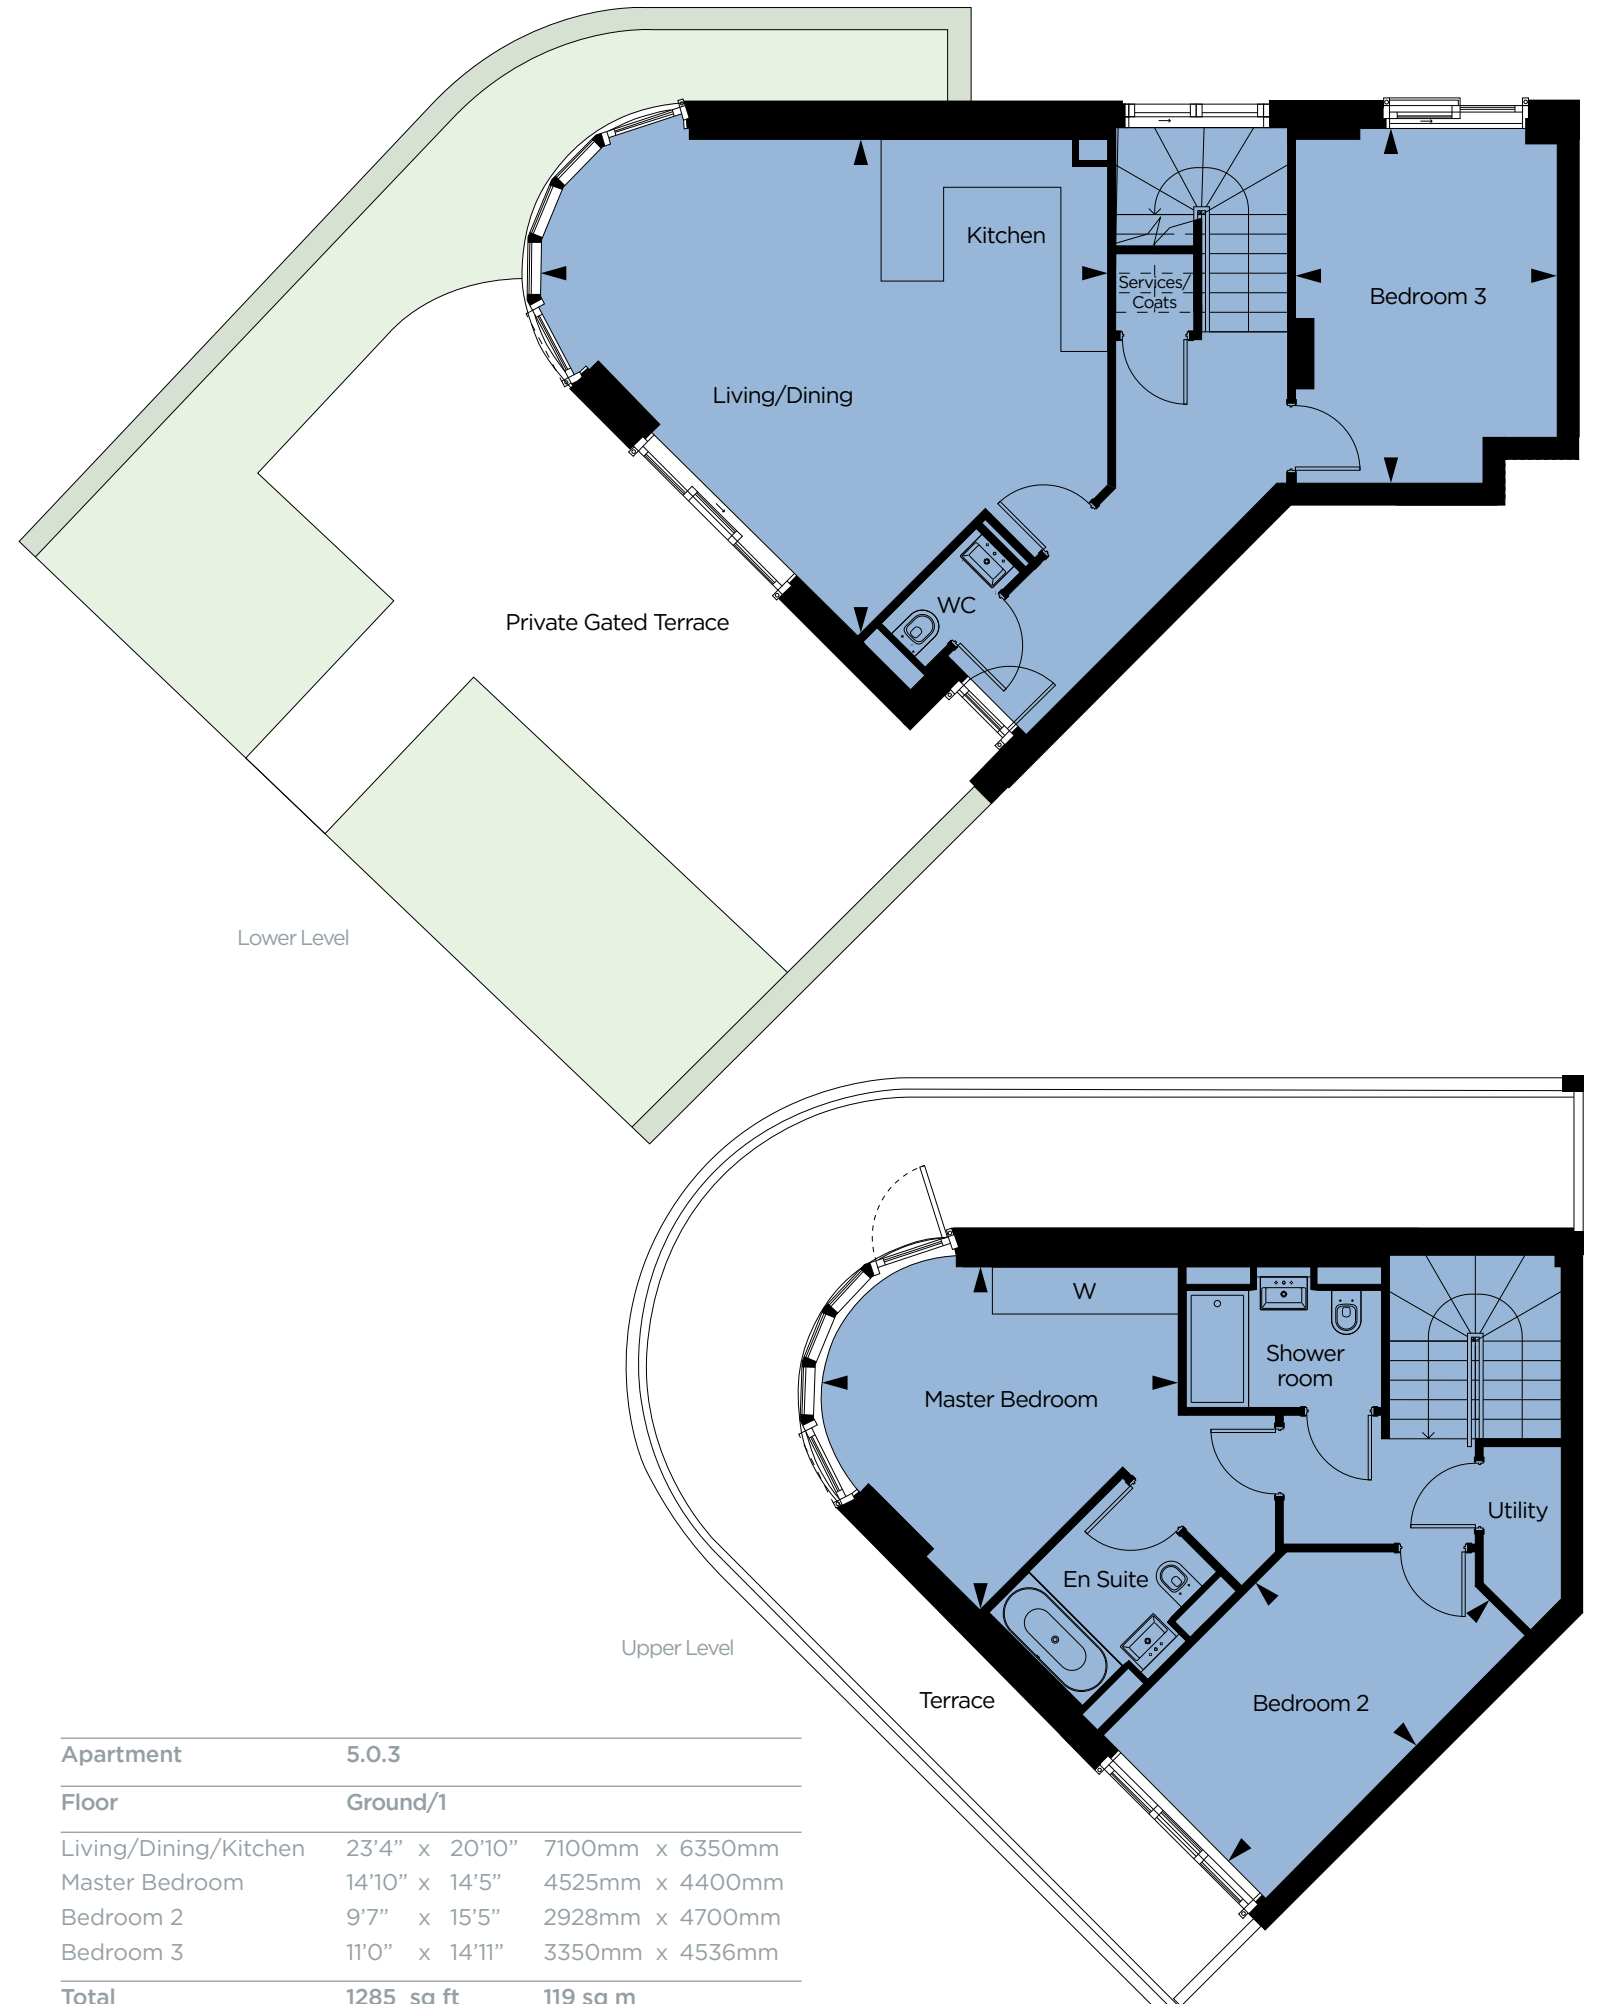 Kitchen
Services/
Coats
Bedroom 3
Living/Dining
WC
Private Gated Terrace
Lower Level
W
Shower
room
Master Bedroom
Utility
En Suite
Upper Level
Terrace
Bedroom 2
Apartment 5.0.3
Floor Ground/1
Living/Dining/Kitchen 23’4” x 20’10” 7100mm x 6350mm
Master Bedroom 14’10” x 14’5” 4525mm x 4400mm
Bedroom 2 9’7” x 15’5” 2928mm x 4700mm
Bedroom 3 11’0” x 14’11” 3350mm x 4536mm
Total 1285 sq ft 119 sq m